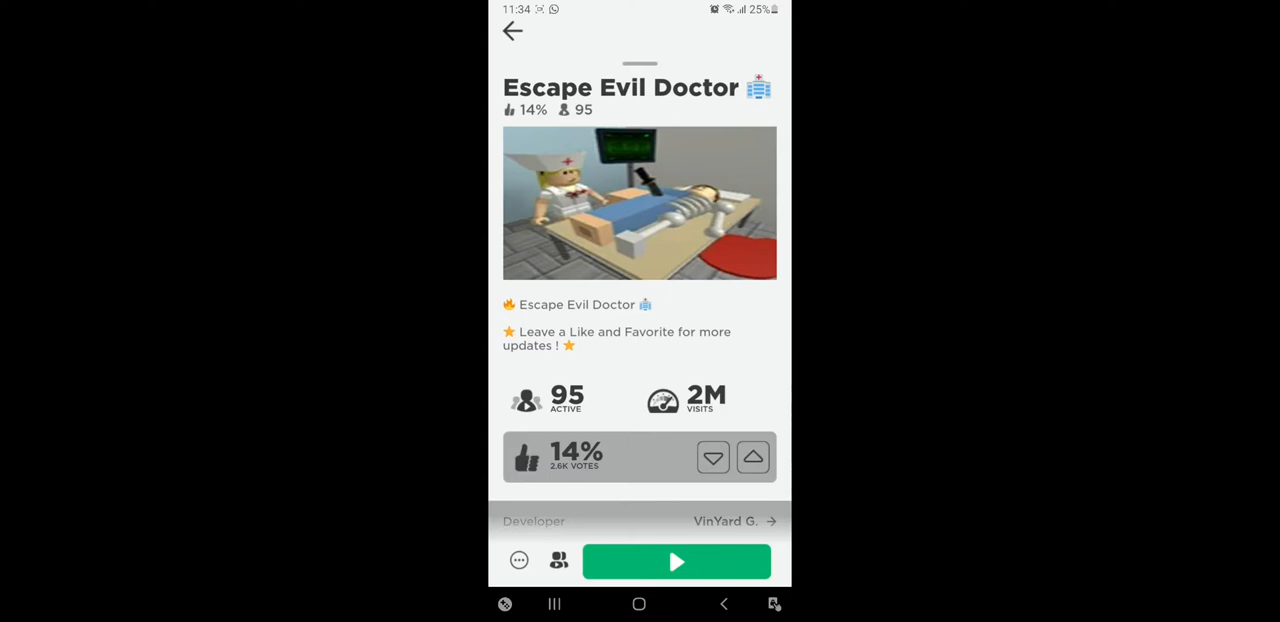 11:34 25%
Escape Evil Doctor 🏥
14% 95
🔥 Escape Evil Doctor 🏥
⭐ Leave a Like and Favorite for more
updates ! ⭐
95 2M
ACTIVE VISITS
14%
2.6K VOTES
Developer VinYard G. →